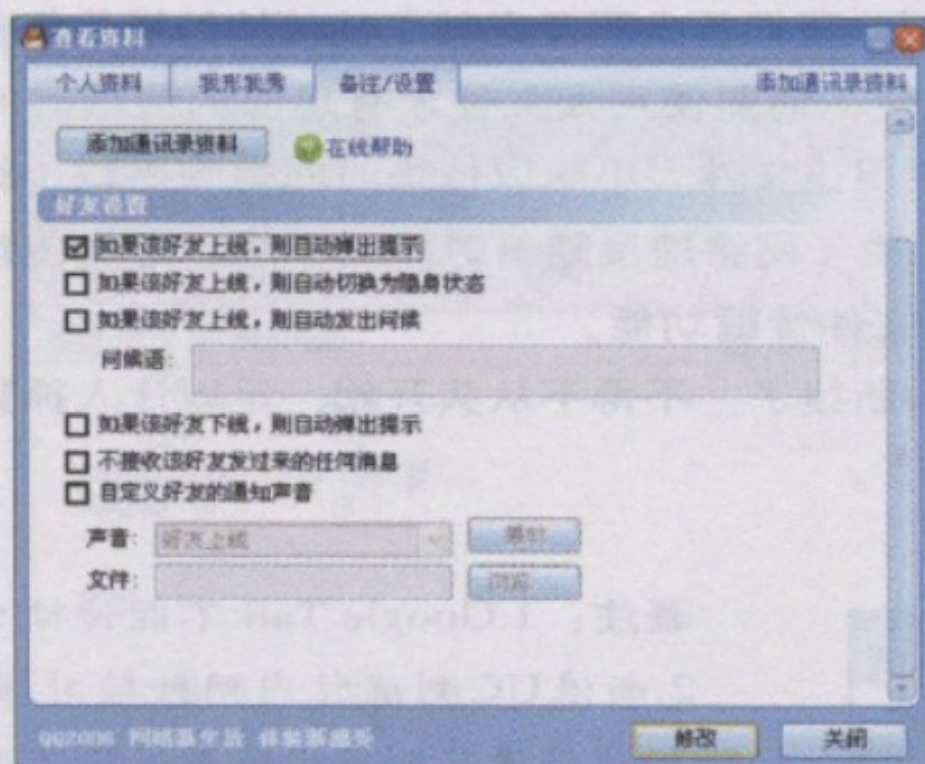 查看资料
个人资料 我形我秀 备注/设置 添加通讯录资料
添加通讯录资料 在线帮助
好友设置
如果该好友上线，则自动弹出提示
如果该好友上线，则自动切换为隐身状态
如果该好友上线，则自动发出问候
问候语:
如果该好友下线，则自动弹出提示
不接收该好友发过来的任何消息
自定义好友的通知声音
声音: 好友上线
文件: 浏览
QQ2006
修改 关闭